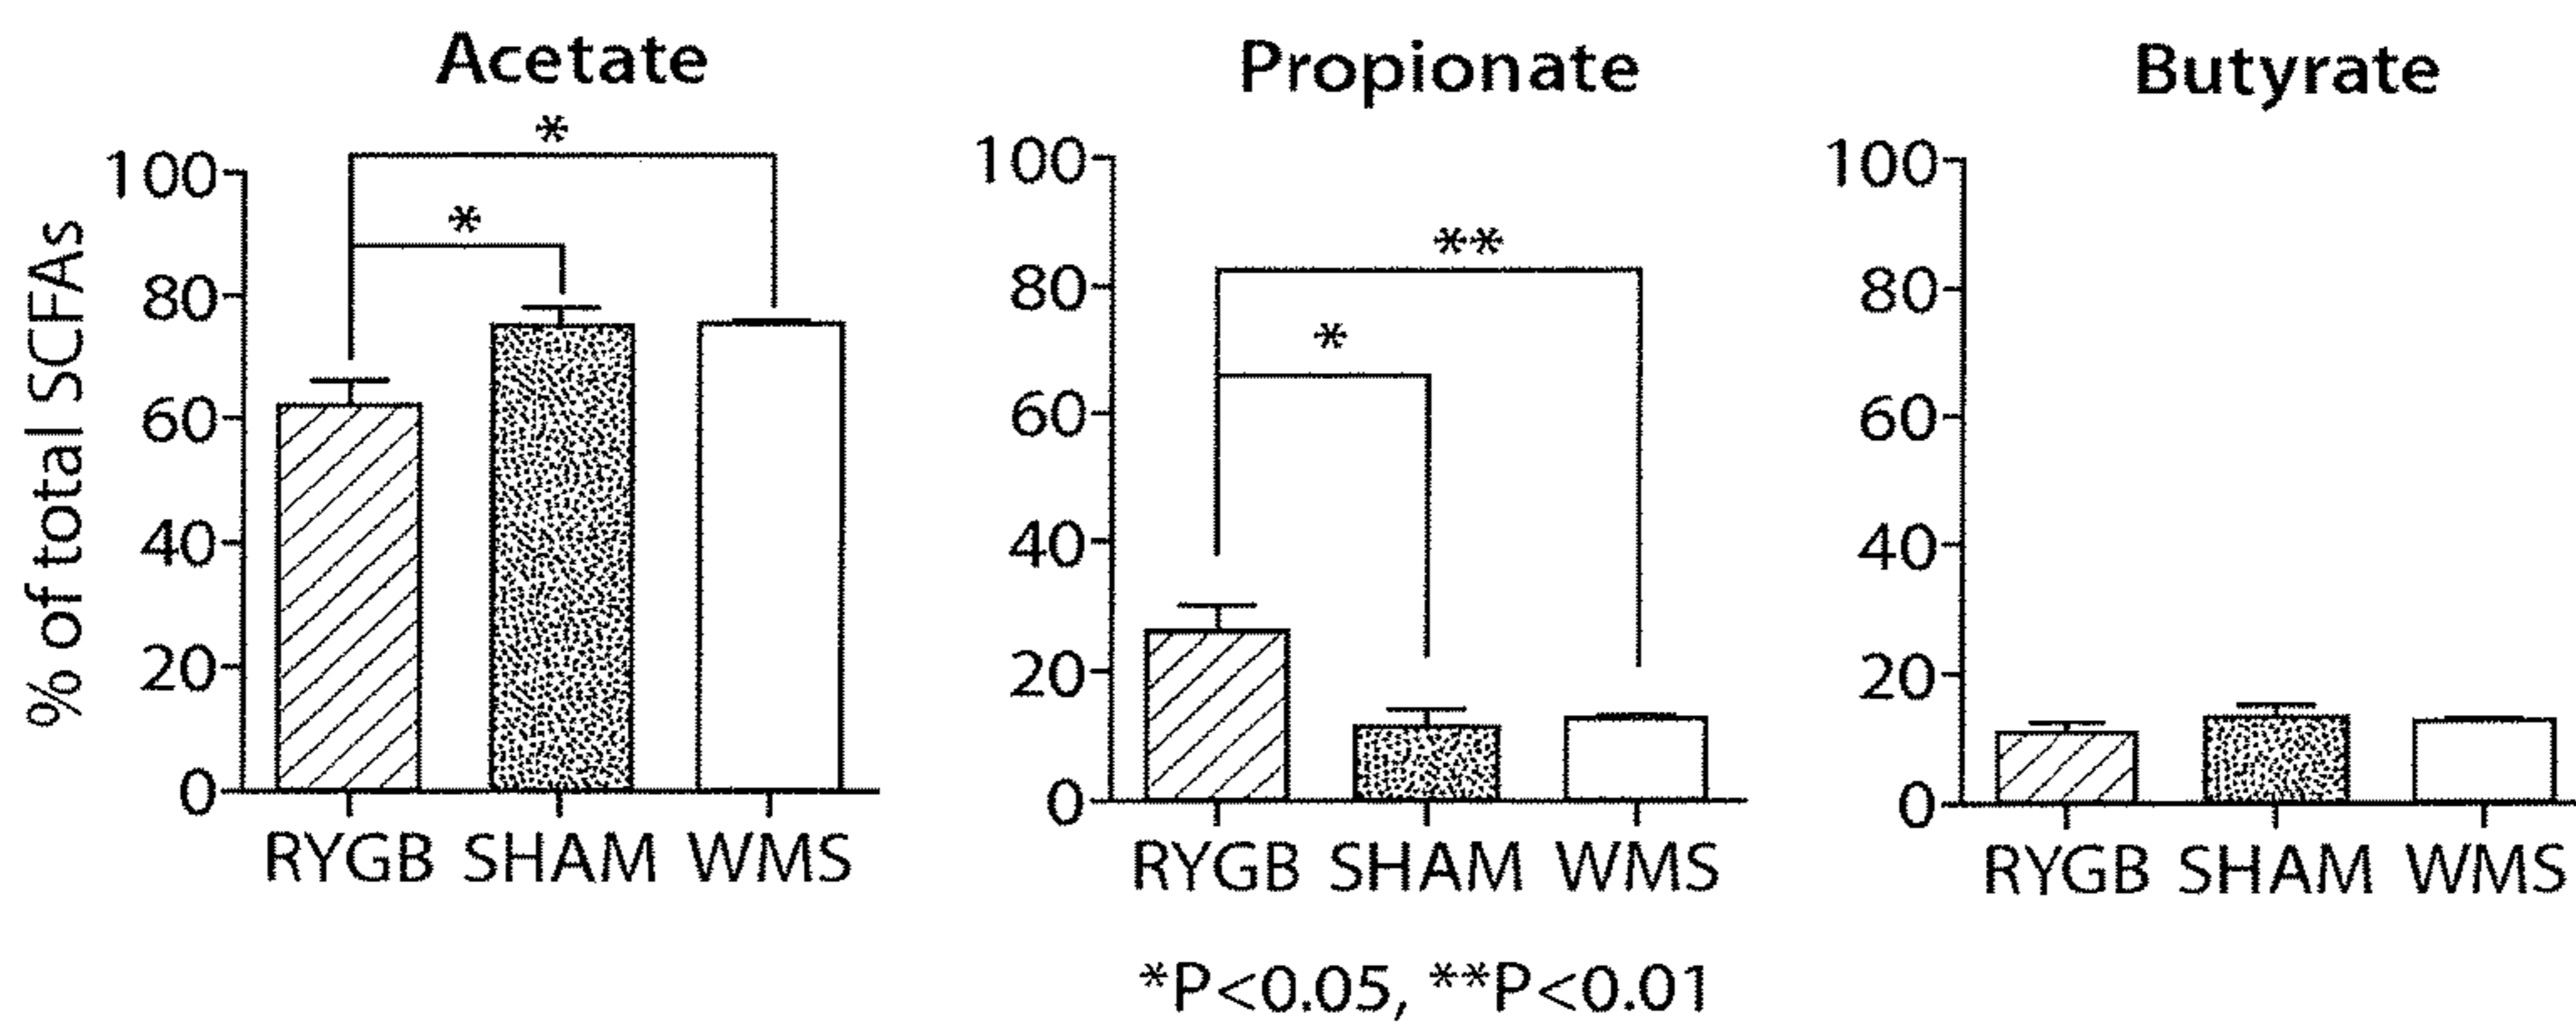 Acetate
Propionate
Butyrate
% of total SCFAs
100
80
60
40
20
0
*
*
RYGB SHAM WMS
100
80
60
40
20
0
**
*
RYGB SHAM WMS
100
80
60
40
20
0
RYGB SHAM WMS
*P<0.05, **P<0.01